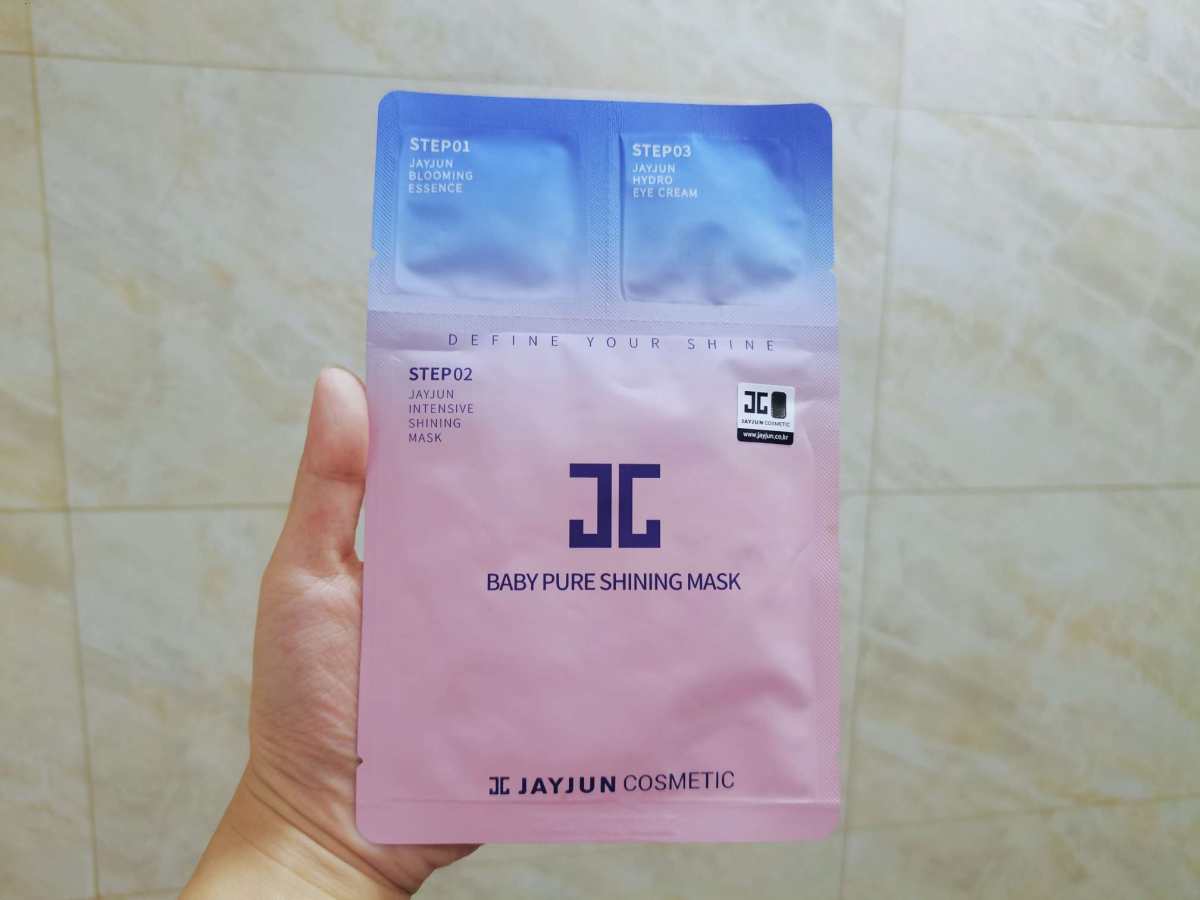 STEP01
JAYJUN
BLOOMING
ESSENCE
STEP03
JAYJUN
HYDRO
EYE CREAM
DEFINE YOUR SHINE
STEP02
JAYJUN
INTENSIVE
SHINING
MASK
JAYJUN COSMETIC
www.jayjun.co.kr
BABY PURE SHINING MASK
JAYJUN COSMETIC